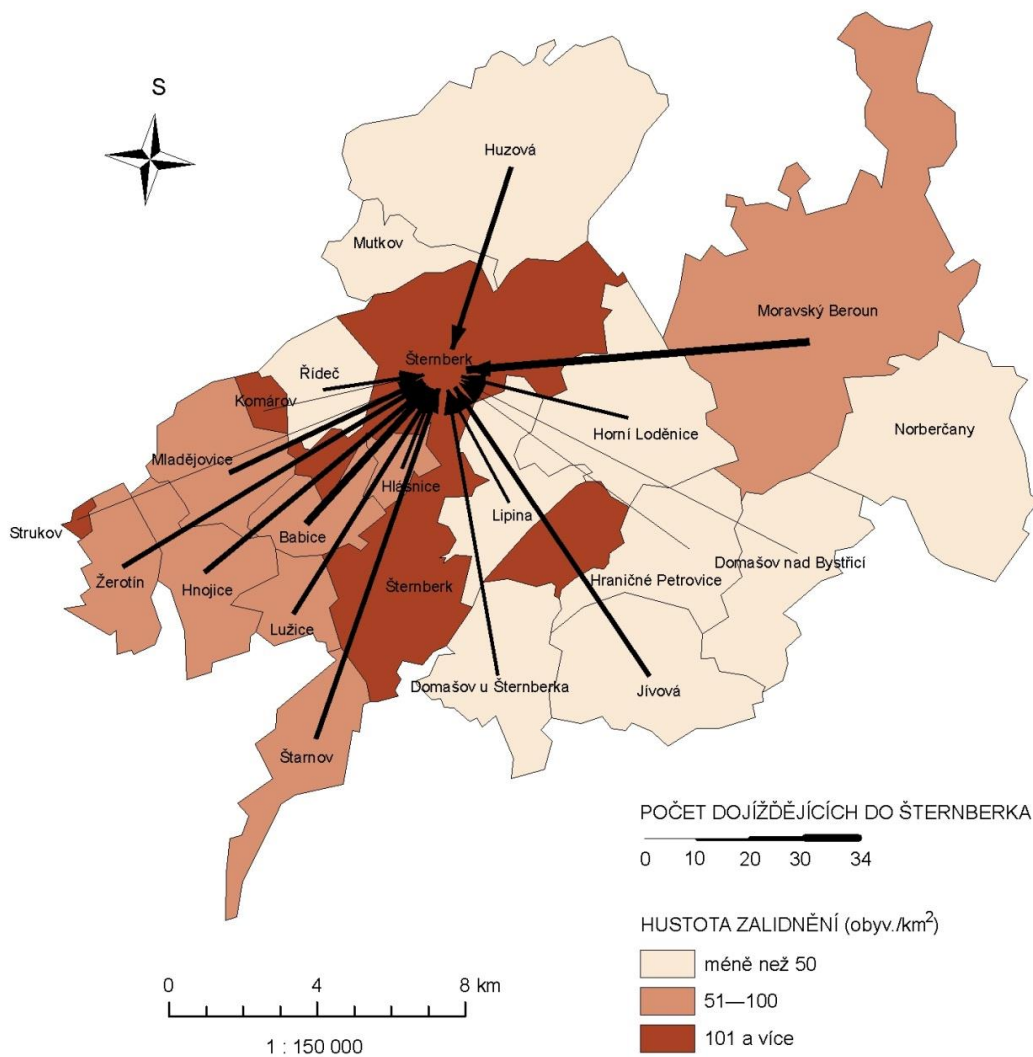 S
Huzová
Mutkov
Moravský Beroun
Šternberk
Řídeč
Komárov
Norberčany
Horní Loděnice
Mladějovice
Hlásnice
Lipina
Strukov
Babice
Domašov nad Bystřicí
Žerotín
Hnojice
Šternberk
Hraničné Petrovice
Lužice
Domašov u Šternberka
Jívová
Štarnov
POČET DOJÍŽDĚJÍCÍCH DO ŠTERNBERKA
0 10 20 30 34
HUSTOTA ZALIDNĚNÍ (obyv./km²)
méně než 50
51—100
101 a více
0 4 8 km
1 : 150 000